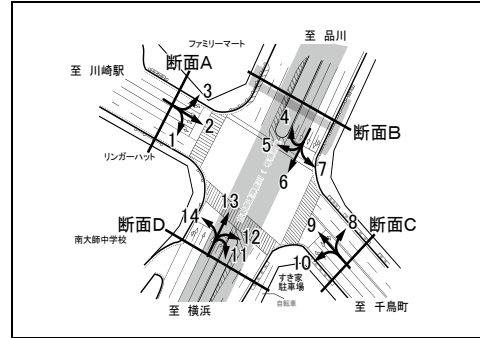 ファミリーマート
至 品川
断面A
至 川崎駅
3
2
1
断面B
4
5
6
7
リンガーハット
13
14
12
11
断面D
南大師中学校
9
8
断面C
10
すき家
駐車場
自転車
至 横浜
至 千鳥町